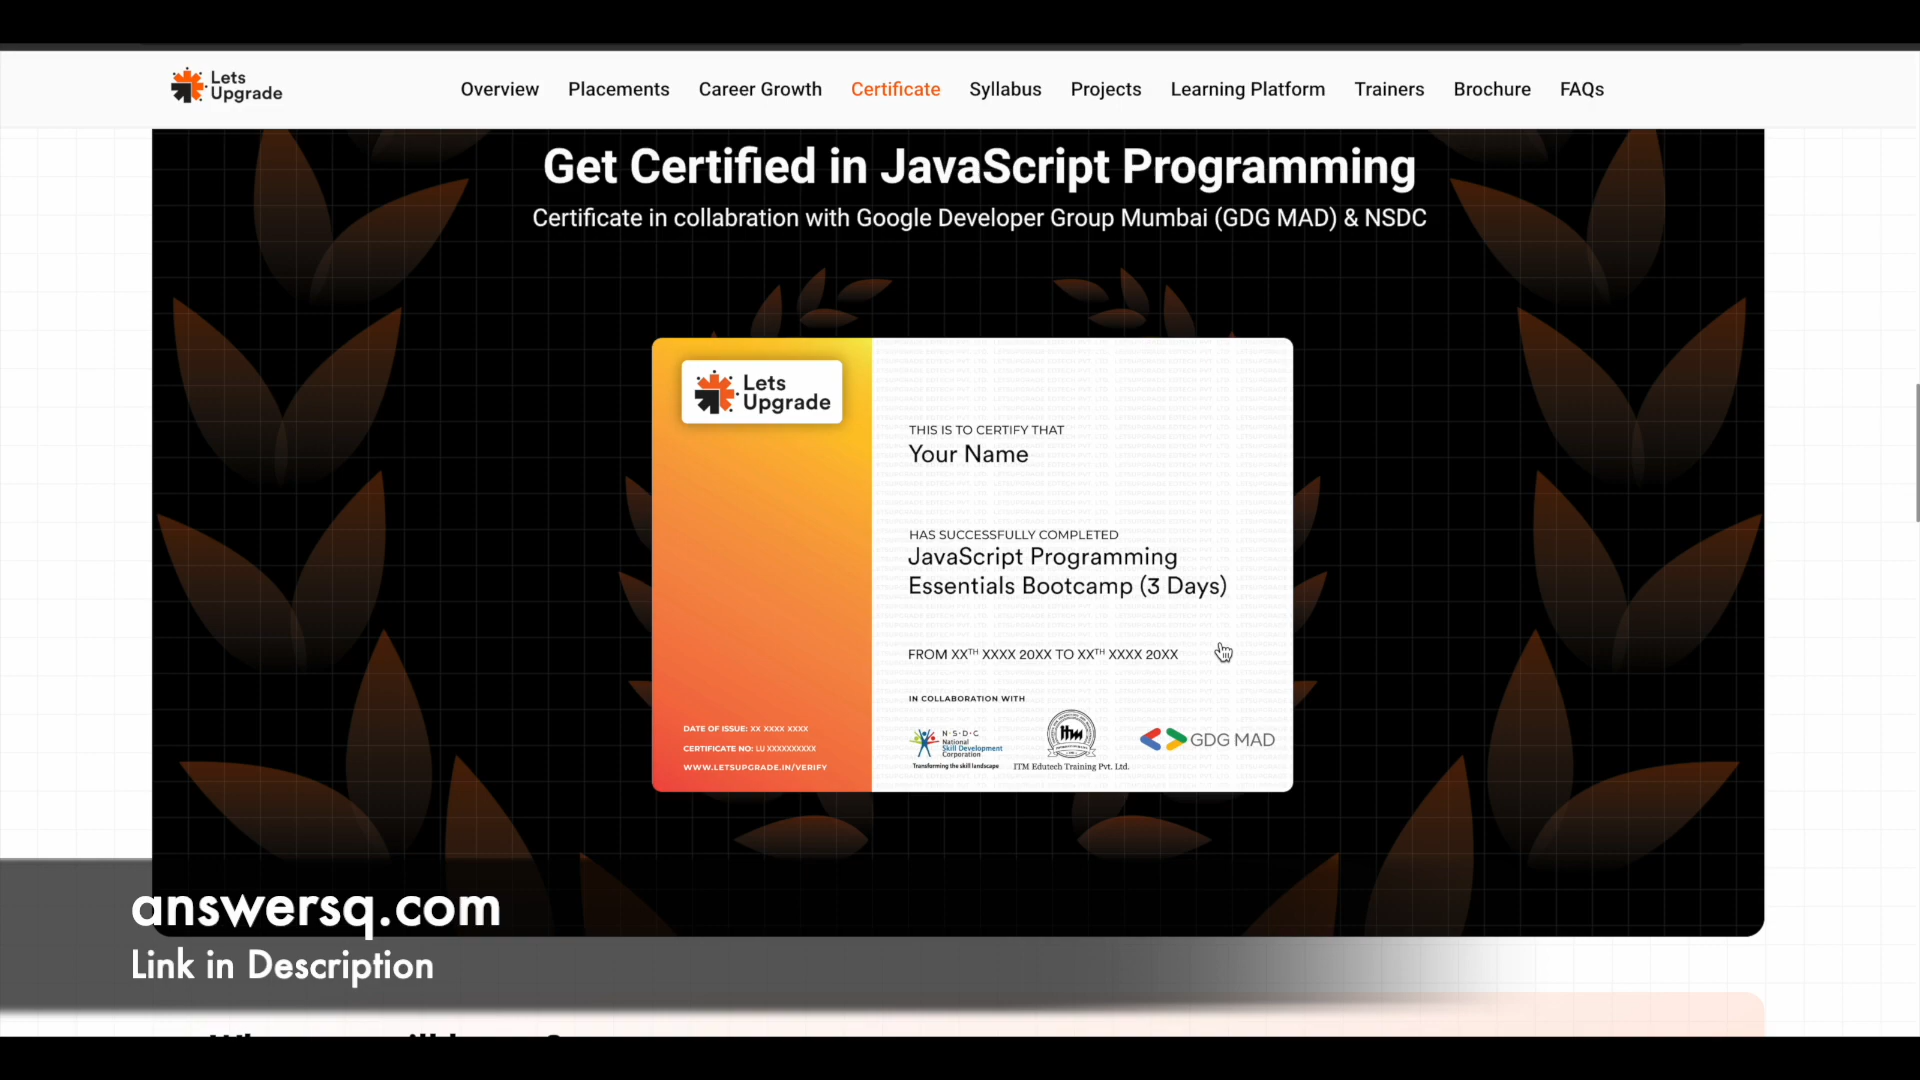 Lets
Upgrade
Overview Placements Career Growth Certificate Syllabus Projects Learning Platform Trainers Brochure FAQs
Get Certified in JavaScript Programming
Certificate in collabration with Google Developer Group Mumbai (GDG MAD) & NSDC
Lets
Upgrade
THIS IS TO CERTIFY THAT
Your Name
HAS SUCCESSFULLY COMPLETED
JavaScript Programming
Essentials Bootcamp (3 Days)
FROM XXTH XXXX 20XX TO XXTH XXXX 20XX
IN COLLABORATION WITH
N·S·D·C
National
Skill Development
Corporation
Transforming the skill landscape
itm
ITM Edutech Training Pvt. Ltd.
GDG MAD
DATE OF ISSUE: XX XXXX XXXX
CERTIFICATE NO: LU XXXXXXXXXX
WWW.LETSUPGRADE.IN/VERIFY
answersq.com
Link in Description